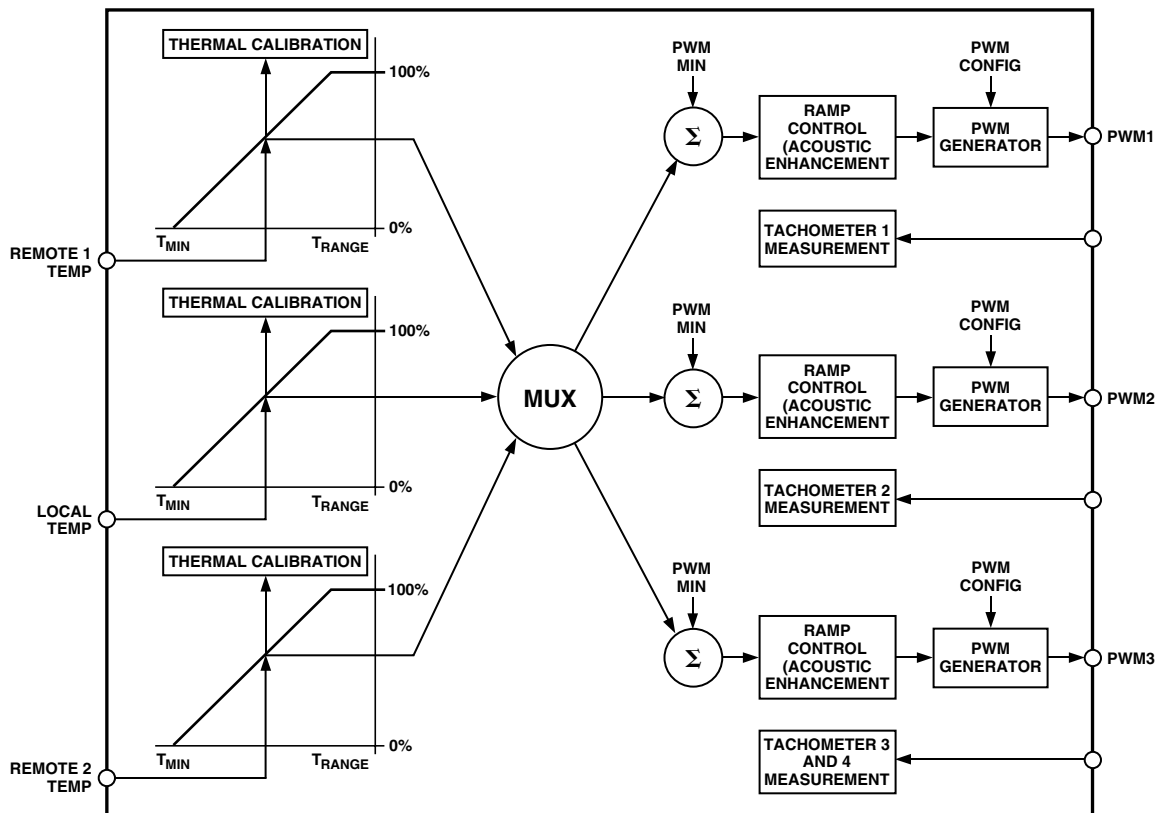 THERMAL CALIBRATION
100%
0%
TMIN
TRANGE
REMOTE 1
TEMP
THERMAL CALIBRATION
100%
0%
TMIN
TRANGE
LOCAL
TEMP
THERMAL CALIBRATION
100%
0%
TMIN
TRANGE
REMOTE 2
TEMP
MUX
PWM
MIN
Σ
RAMP
CONTROL
(ACOUSTIC
ENHANCEMENT
PWM
CONFIG
PWM
GENERATOR
PWM1
TACHOMETER 1
MEASUREMENT
PWM
MIN
Σ
RAMP
CONTROL
(ACOUSTIC
ENHANCEMENT
PWM
CONFIG
PWM
GENERATOR
PWM2
TACHOMETER 2
MEASUREMENT
PWM
MIN
Σ
RAMP
CONTROL
(ACOUSTIC
ENHANCEMENT
PWM
CONFIG
PWM
GENERATOR
PWM3
TACHOMETER 3
AND 4
MEASUREMENT